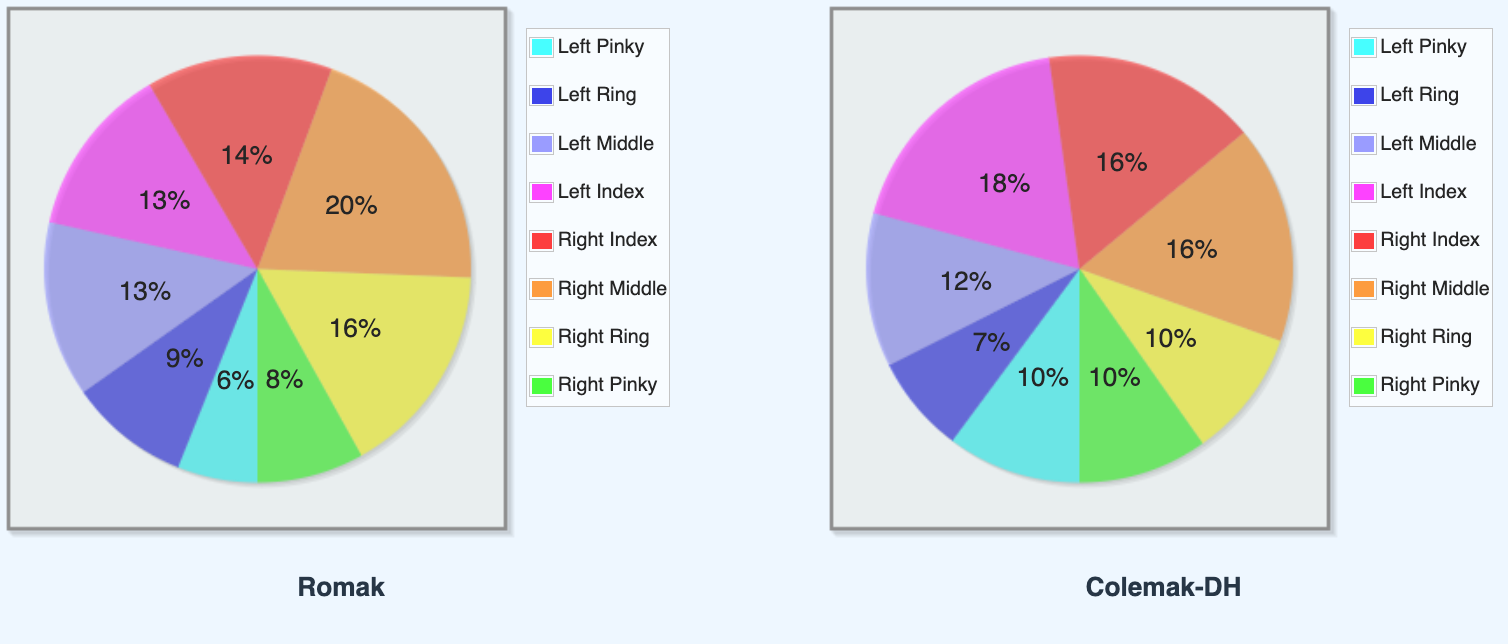 14%
20%
13%
13%
16%
9%
6%
8%
Left Pinky
Left Ring
Left Middle
Left Index
Right Index
Right Middle
Right Ring
Right Pinky
Romak
16%
18%
16%
12%
10%
7%
10%
10%
Left Pinky
Left Ring
Left Middle
Left Index
Right Index
Right Middle
Right Ring
Right Pinky
Colemak-DH